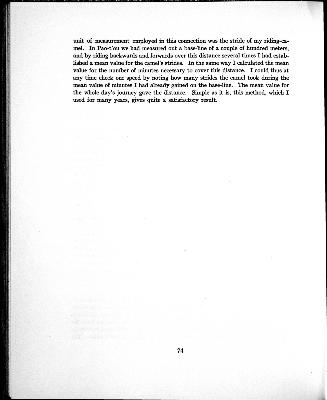 unit of measurement employed in this connection was the stride of my riding-ca-
mel. In Pao-t'ou we had measured out a base-line of a couple of hundred meters,
and by riding backwards and forwards over this distance several times I had estab-
lished a mean value for the camel's strides. In the same way I calculated the mean
value for the number of minutes necessary to cover this distance. I could thus at
any time check our speed by noting how many strides the camel took during the
mean value of minutes I had already gained on the base-line. The mean value for
the whole day's journey gave the distance. Simple as it is, this method, which I
used for many years, gives quite a satisfactory result.
74